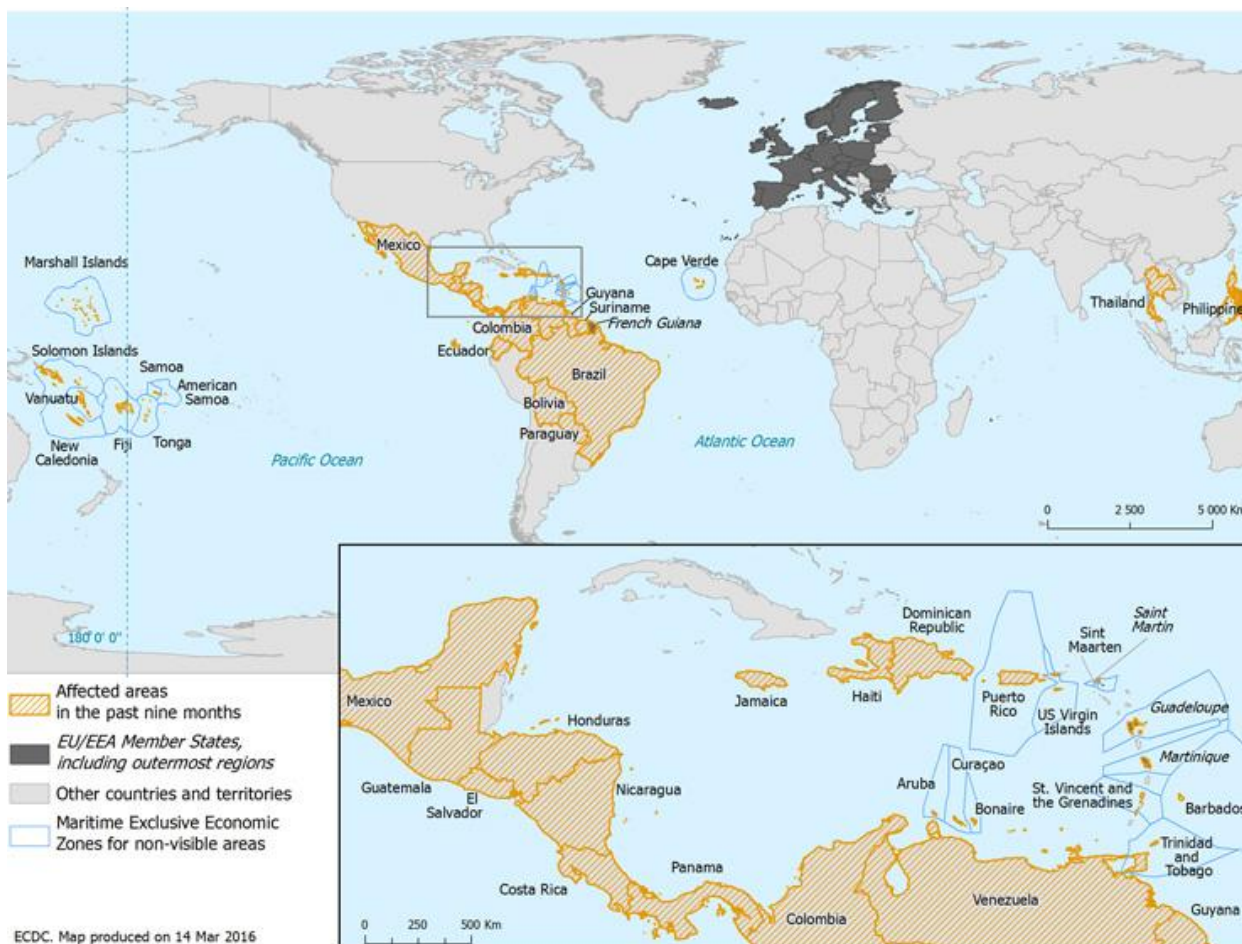 Mexico
Marshall Islands
Cape Verde
Guyana
Suriname
French Guiana
Thailand
Philippine
Colombia
Solomon Islands
Samoa
Ecuador
American
Samoa
Brazil
Vanuatu
Bolivia
New
Caledonia
Fiji
Tonga
Paraguay
Pacific Ocean
Atlantic Ocean
0 2 500 5 000 Km
180°0' 0"
Dominican
Republic
Saint
Martin
Sint
Maarten
Mexico
Jamaica
Haiti
Puerto
Rico
US Virgin
Islands
Guadeloupe
Honduras
Martinique
Guatemala
El
Salvador
Nicaragua
Aruba
Curaçao
Bonaire
St. Vincent and
the Grenadines
Barbados
Trinidad
and
Tobago
Costa Rica
Panama
Venezuela
Colombia
Guyana
0 250 500 Km
Affected areas
in the past nine months
EU/EEA Member States,
including outermost regions
Other countries and territories
Maritime Exclusive Economic
Zones for non-visible areas
ECDC. Map produced on 14 Mar 2016